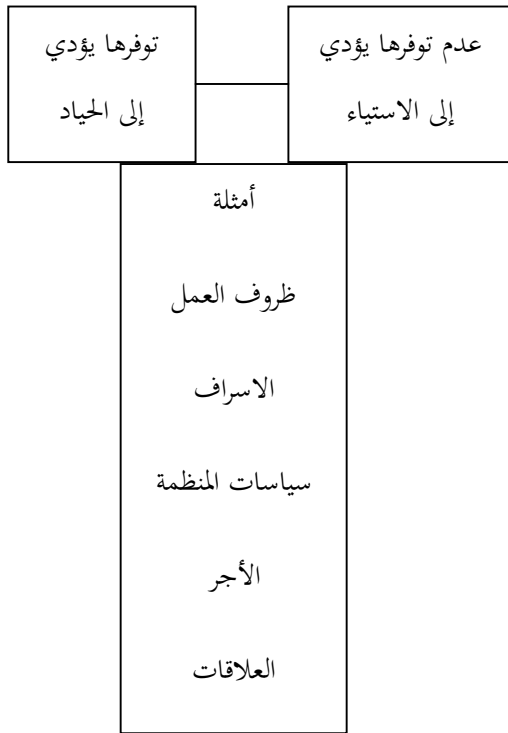 عدم توفرها يؤدي
إلى الاستياء
توفرها يؤدي
إلى الحياد
أمثلة
ظروف العمل
الاسراف
سياسات المنظمة
الأجر
العلاقات